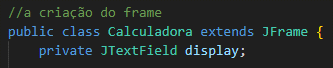 //a criação do frame
public class Calculadora extends JFrame {
    private JTextField display;